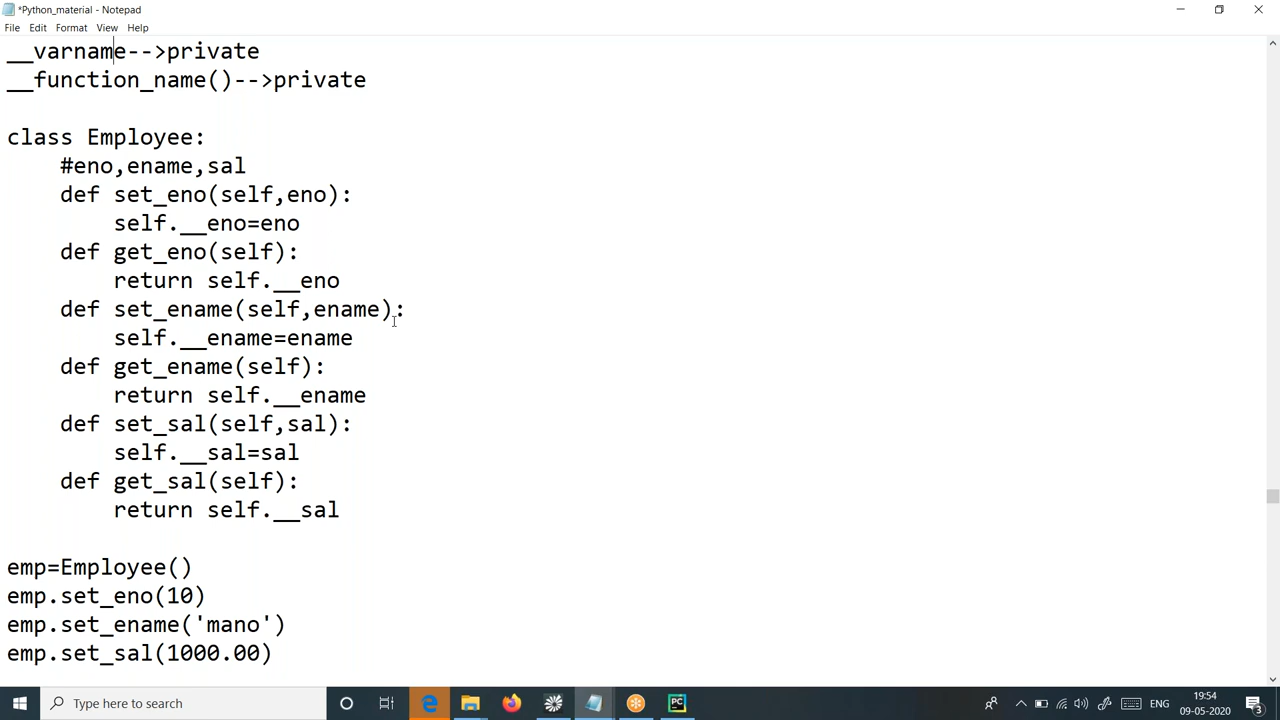 *Python_material - Notepad
File Edit Format View Help
__varname-->private
__function_name()-->private
class Employee:
    #eno,ename,sal
    def set_eno(self,eno):
        self.__eno=eno
    def get_eno(self):
        return self.__eno
    def set_ename(self,ename):
        self.__ename=ename
    def get_ename(self):
        return self.__ename
    def set_sal(self,sal):
        self.__sal=sal
    def get_sal(self):
        return self.__sal
emp=Employee()
emp.set_eno(10)
emp.set_ename('mano')
emp.set_sal(1000.00)
Type here to search
PC
ENG
19:54
09-05-2020
3